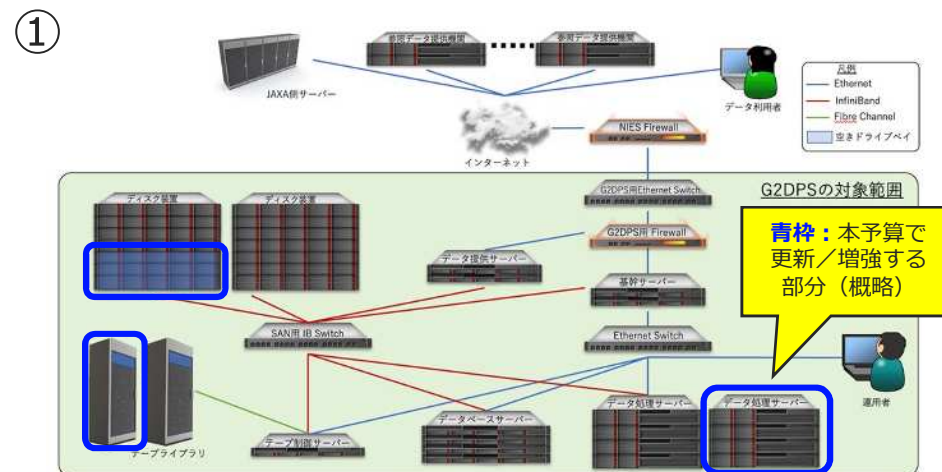 ①
参照データ提供機関
参照データ提供機関
JAXA側サーバー
データ利用者
凡例
Ethernet
InfiniBand
Fibre Channel
空きドライブベイ
インターネット
NIES Firewall
G2DPSの対象範囲
ディスク装置
ディスク装置
G2DPS用Ethernet Switch
G2DPS用 Firewall
データ提供サーバー
基幹サーバー
青枠：本予算で
更新／増強する
部分（概略）
SAN用 IB Switch
Ethernet Switch
運用者
テープライブラリ
テープ制御サーバー
データベースサーバー
データ処理サーバー
データ処理サーバー